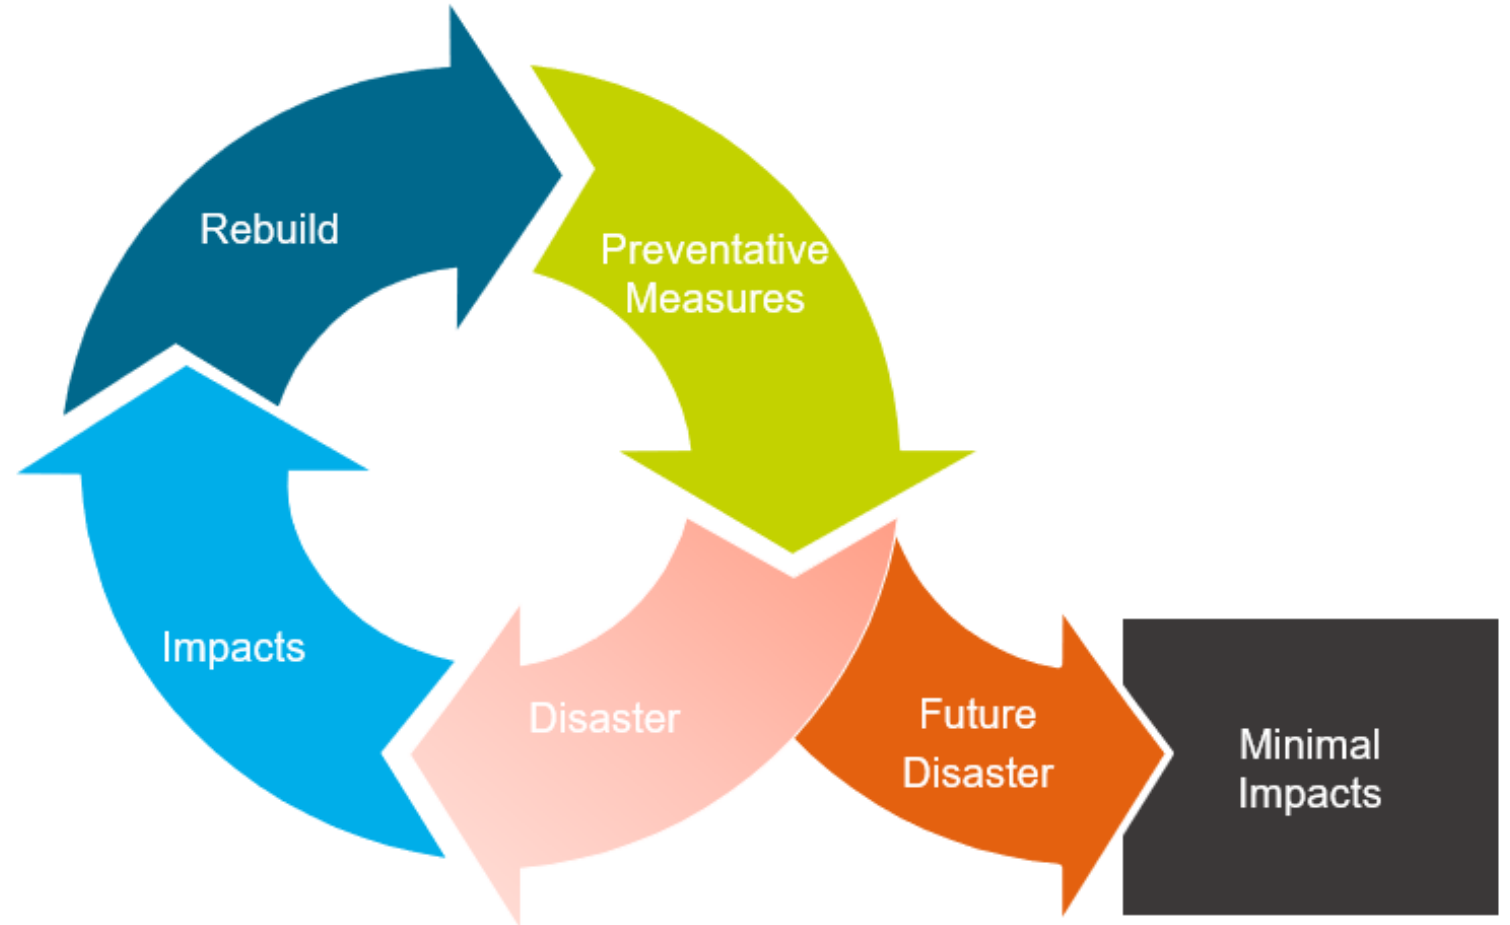 Rebuild
Preventative
Measures
Impacts
Disaster
Future
Disaster
Minimal
Impacts